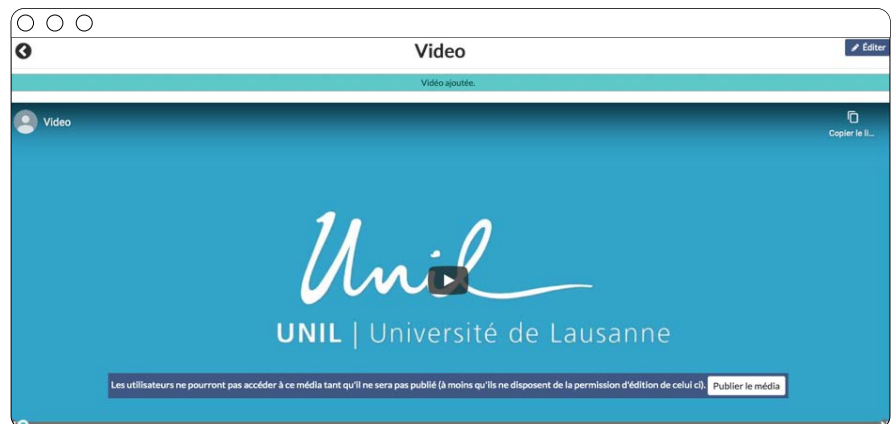 Video
Éditer
Vidéo ajoutée.
Video
Copier le li...
Unil
UNIL | Université de Lausanne
Les utilisateurs ne pourront pas accéder à ce média tant qu'il ne sera pas publié (à moins qu'ils ne disposent de la permission d'édition de celui ci). Publier le média